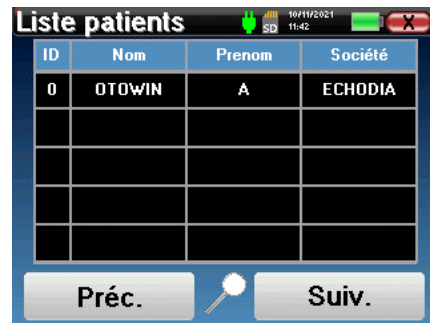 Liste patients SD 10/11/2021 11:42 X
ID Nom Prenom Société
0 OTOWIN A ECHODIA
Préc. Suiv.